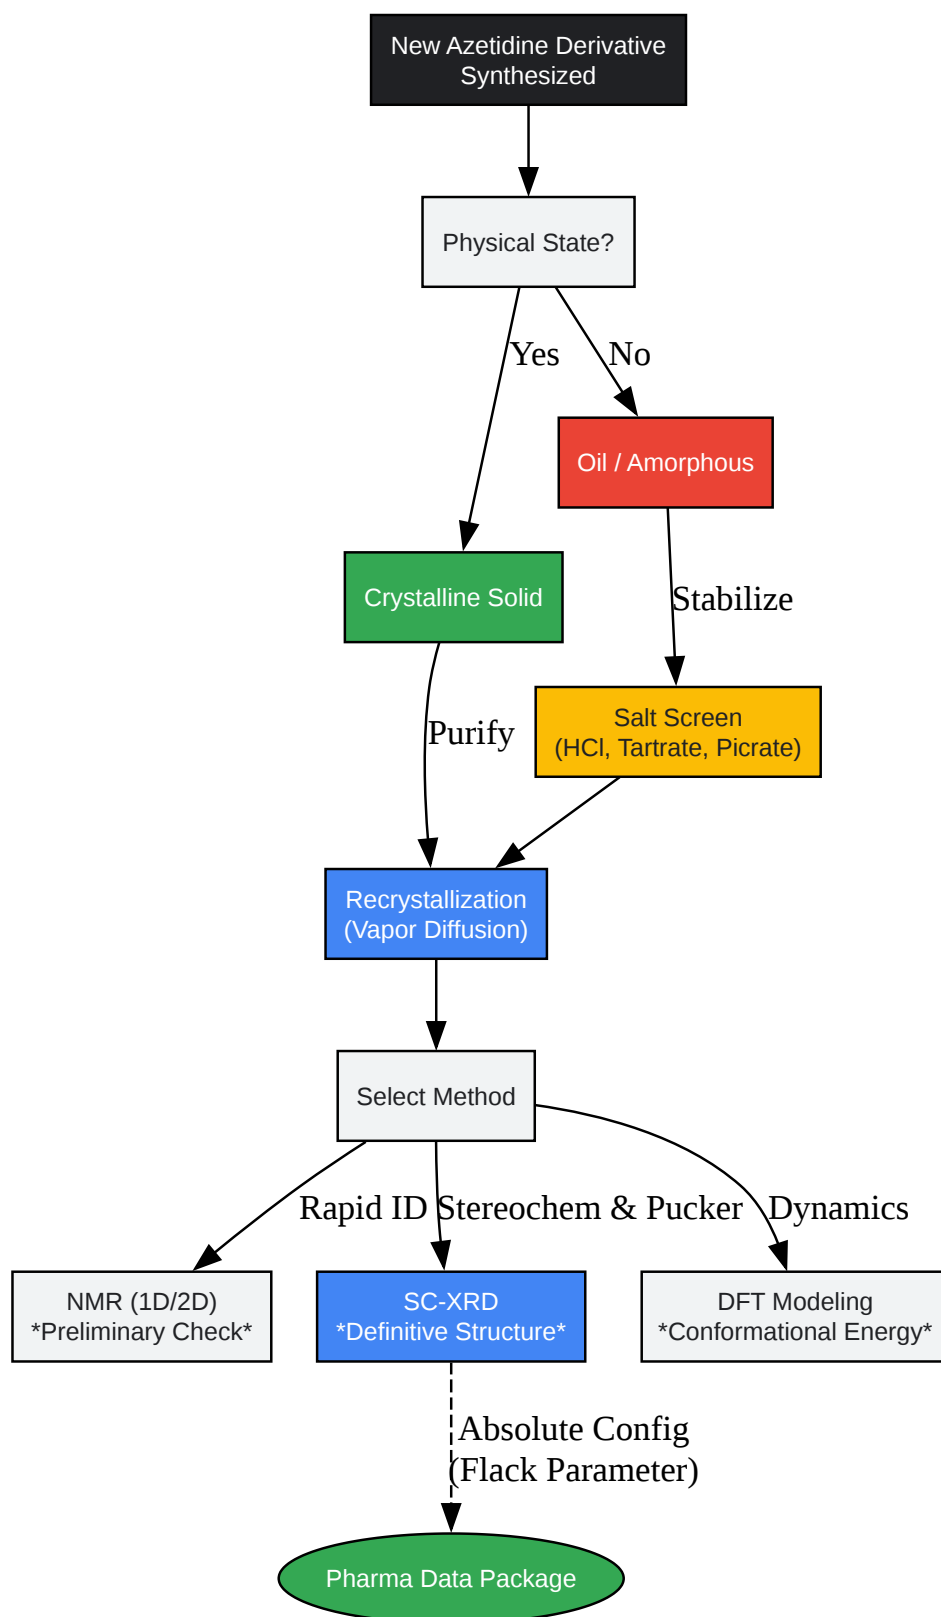 New Azetidine Derivative
Synthesized
Physical State?
Yes
No
Oil / Amorphous
Crystalline Solid
Stabilize
Purify
Salt Screen
(HCl, Tartrate, Picrate)
Recrystallization
(Vapor Diffusion)
Select Method
Rapid ID
Stereochem & Pucker
Dynamics
NMR (1D/2D)
*Preliminary Check*
SC-XRD
*Definitive Structure*
DFT Modeling
*Conformational Energy*
Absolute Config
(Flack Parameter)
Pharma Data Package